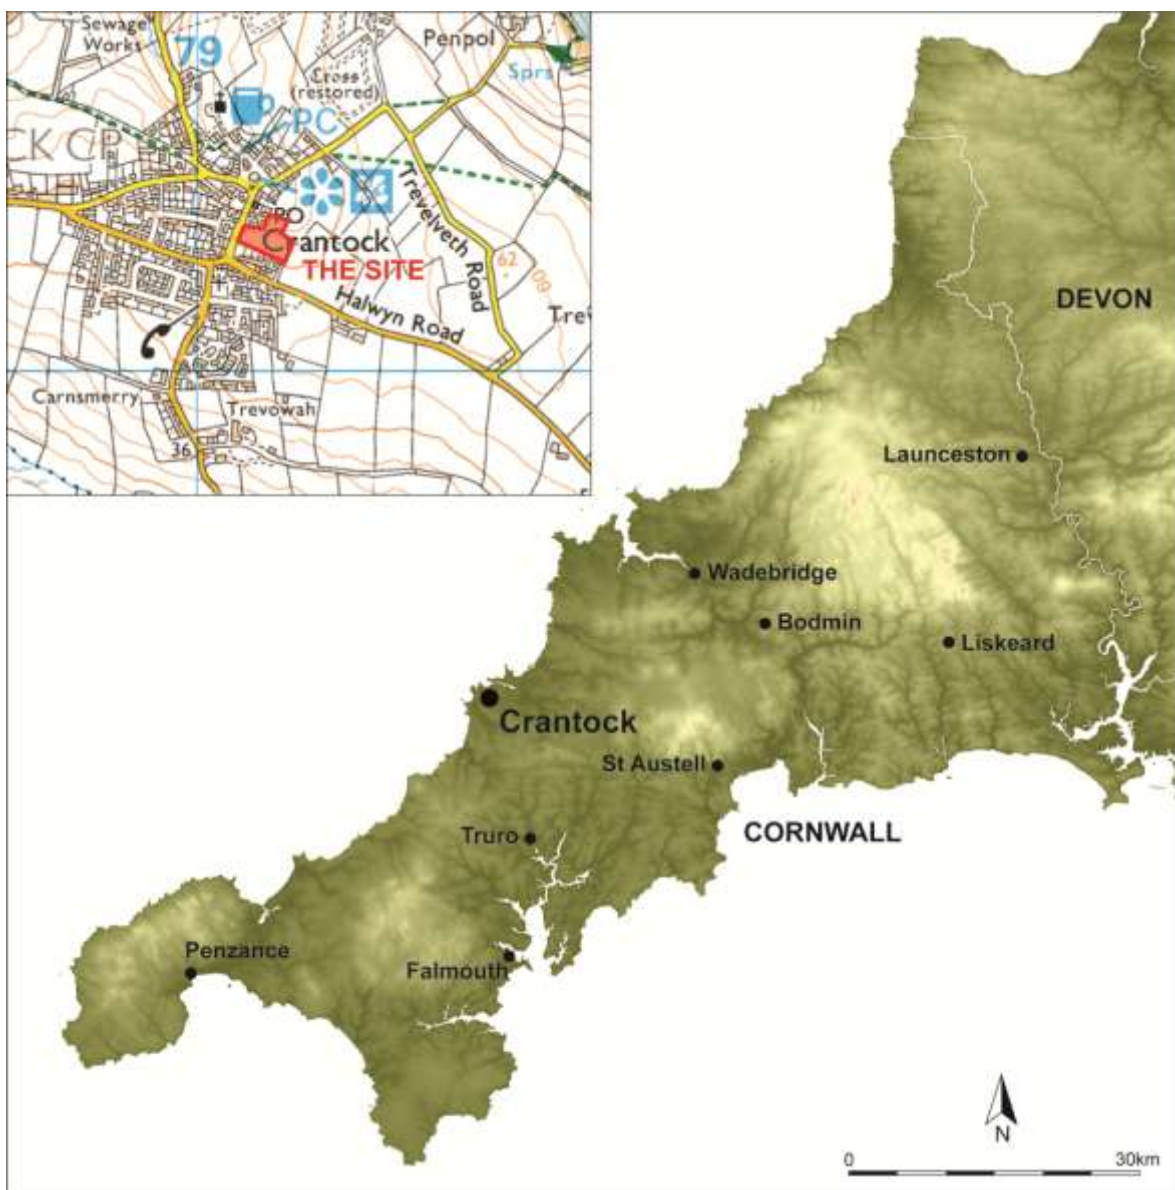 Sewage
Works
79
Penpol
Sprs
Cross
(restored)
PC
CK CP
Trevelveth Road
PO
Crantock
THE SITE
62
60
Halwyn Road
Tre
Carnsmerry
Trevowah
36
DEVON
Launceston
Wadebridge
Bodmin
Liskeard
Crantock
St Austell
CORNWALL
Truro
Penzance
Falmouth
N
0
30km